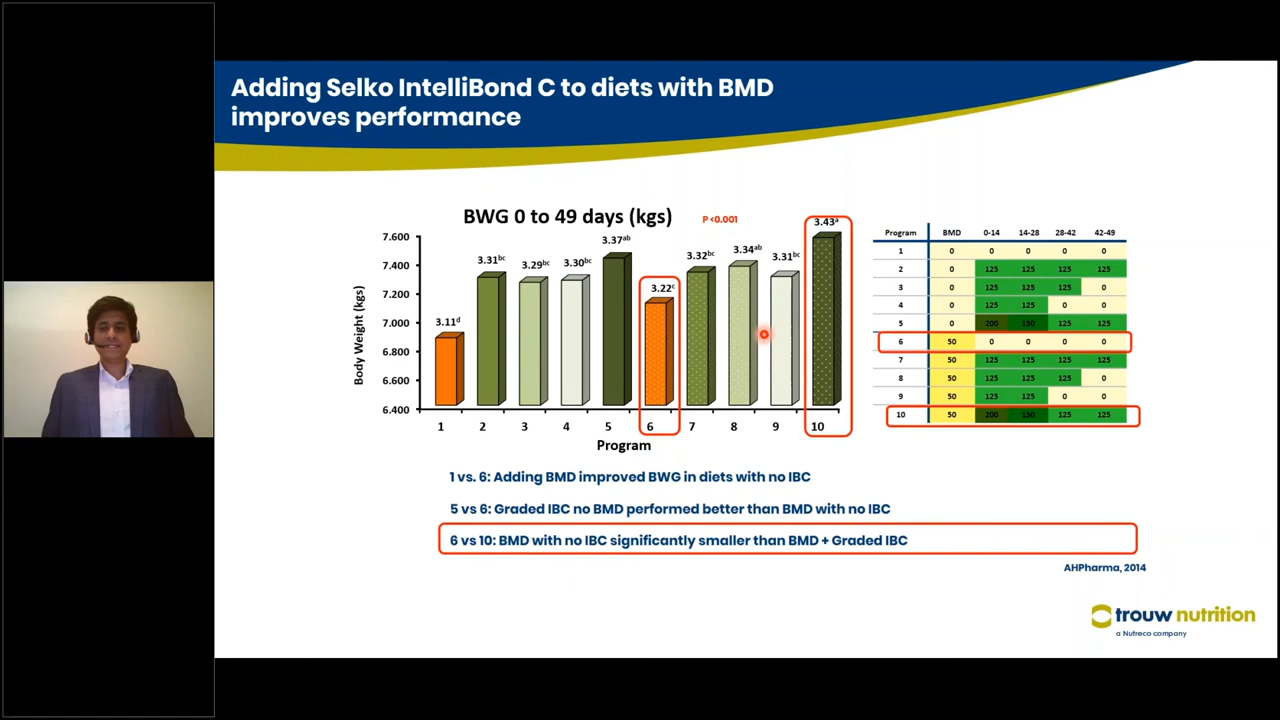 Adding Selko IntelliBond C to diets with BMD
improves performance
BWG 0 to 49 days (kgs)
P <0.001
7.600
7.400
7.200
7.000
6.800
6.600
6.400
Body Weight (kgs)
3.11d
3.31bc
3.29bc
3.30bc
3.37ab
3.22c
3.32bc
3.34ab
3.31bc
3.43a
1 2 3 4 5 6 7 8 9 10
Program
Program BMD 0-14 14-28 28-42 42-49
1 0 0 0 0 0
2 0 125 125 125 125
3 0 125 125 125 0
4 0 125 125 0 0
5 0 200 150 125 125
6 50 0 0 0 0
7 50 125 125 125 125
8 50 125 125 125 0
9 50 125 125 0 0
10 50 200 150 125 125
1 vs. 6: Adding BMD improved BWG in diets with no IBC
5 vs 6: Graded IBC no BMD performed better than BMD with no IBC
6 vs 10: BMD with no IBC significantly smaller than BMD + Graded IBC
AHPharma, 2014
trouw nutrition
a Nutreco company